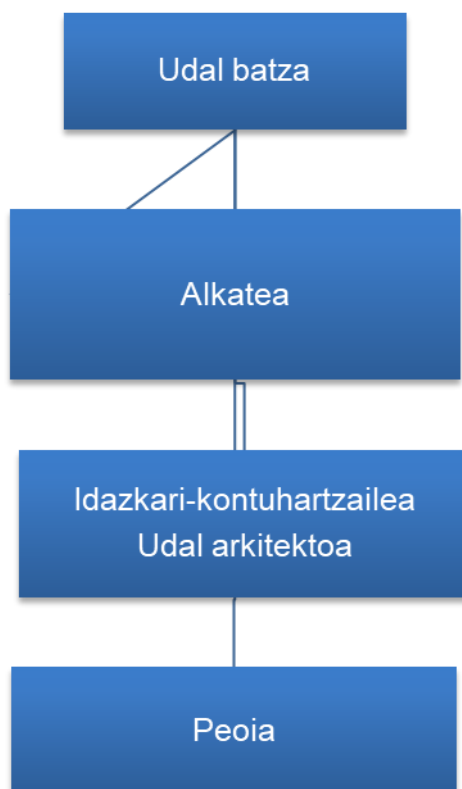 Udal batza
Alkatea
Idazkari-kontuhartzailea
Udal arkitektoa
Peoia